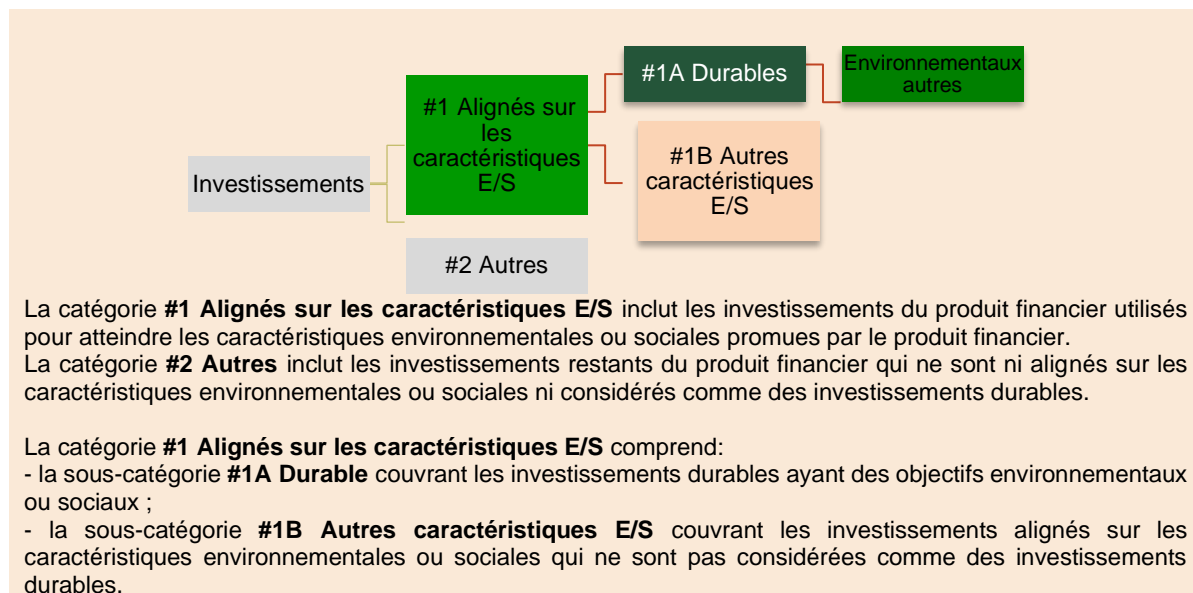 #1A Durables
Environnementaux
autres
#1 Alignés sur
les
caractéristiques
E/S
#1B Autres
caractéristiques
E/S
Investissements
#2 Autres
La catégorie #1 Alignés sur les caractéristiques E/S inclut les investissements du produit financier utilisés
pour atteindre les caractéristiques environnementales ou sociales promues par le produit financier.
La catégorie #2 Autres inclut les investissements restants du produit financier qui ne sont ni alignés sur les
caractéristiques environnementales ou sociales ni considérés comme des investissements durables.
La catégorie #1 Alignés sur les caractéristiques E/S comprend:
- la sous-catégorie #1A Durable couvrant les investissements durables ayant des objectifs environnementaux
ou sociaux ;
- la sous-catégorie #1B Autres caractéristiques E/S couvrant les investissements alignés sur les
caractéristiques environnementales ou sociales qui ne sont pas considérées comme des investissements
durables.